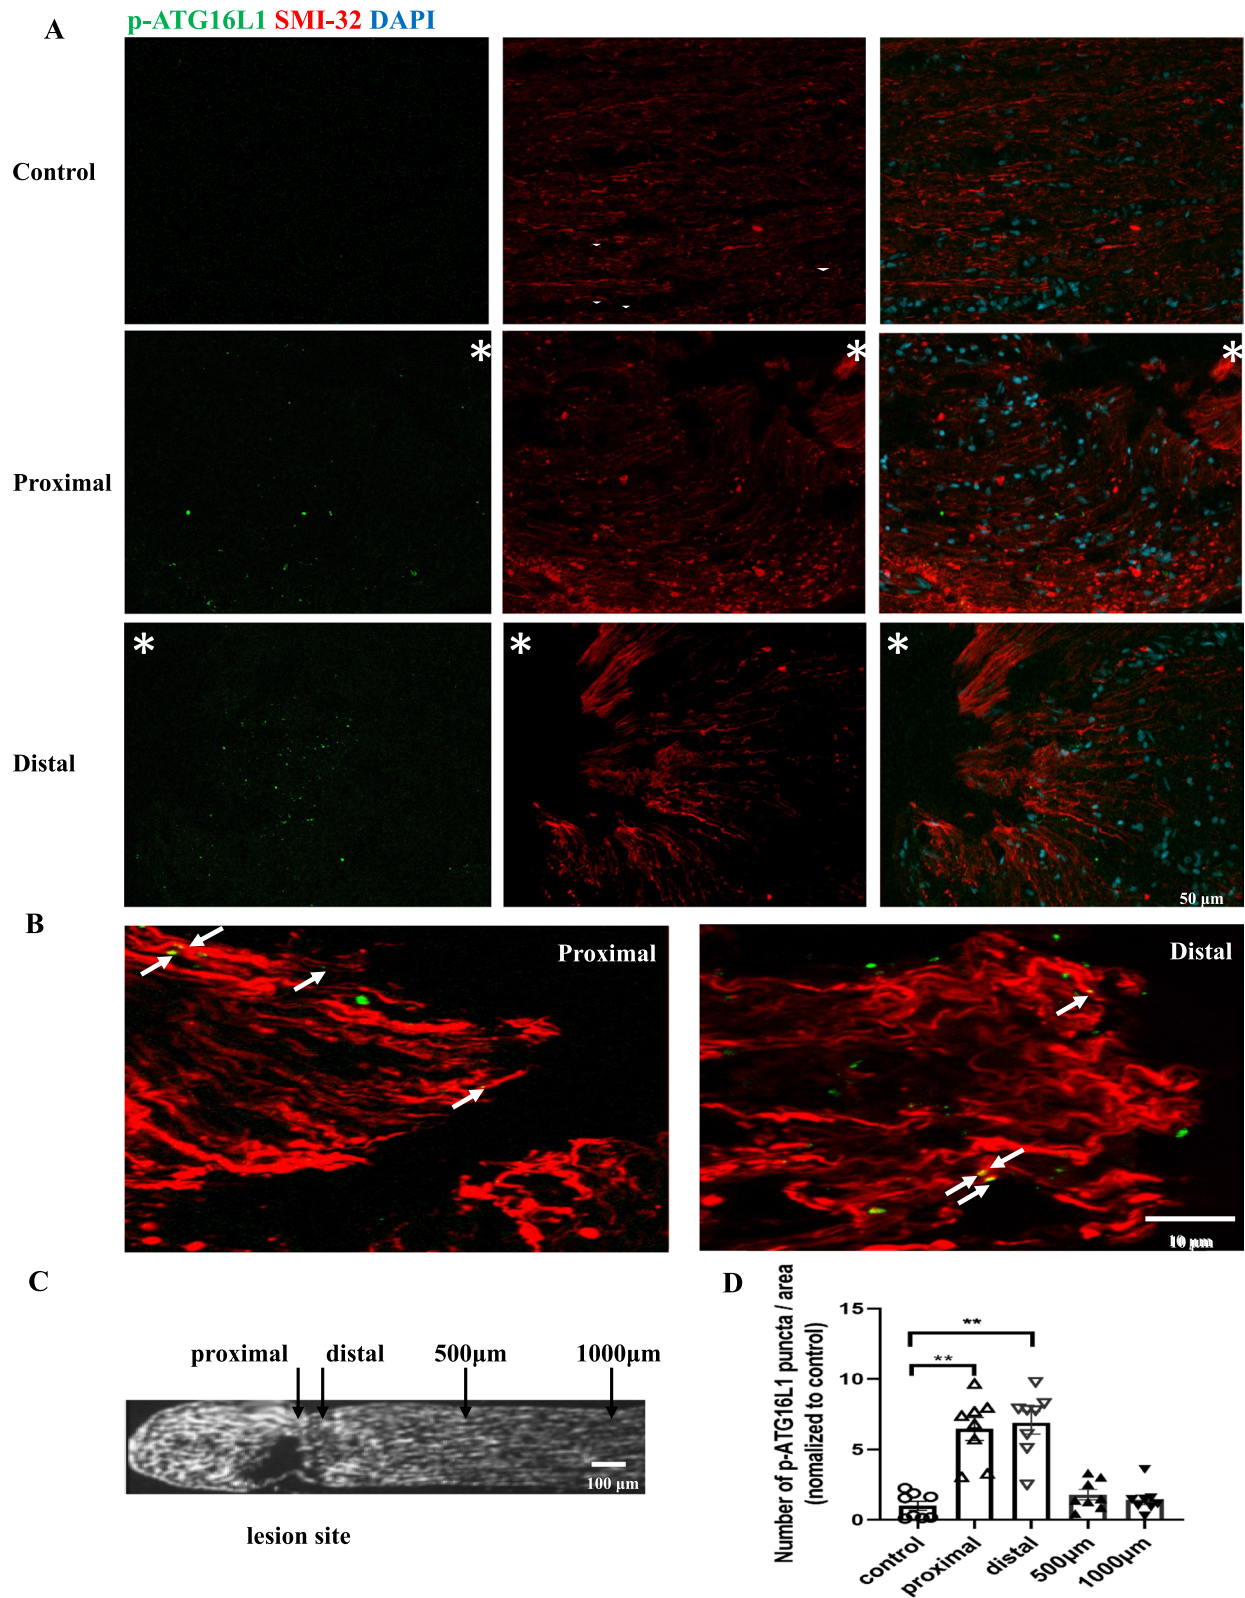 A
p-ATG16L1 SMI-32 DAPI
Control
*
*
*
Proximal
*
*
*
Distal
50 µm
B
Proximal
Distal
10 µm
C
proximal
distal
500µm
1000µm
100 µm
lesion site
D
Number of p-ATG16L1 puncta / area
(nomalized to control)
15
10
5
0
**
**
control
proximal
distal
500µm
1000µm